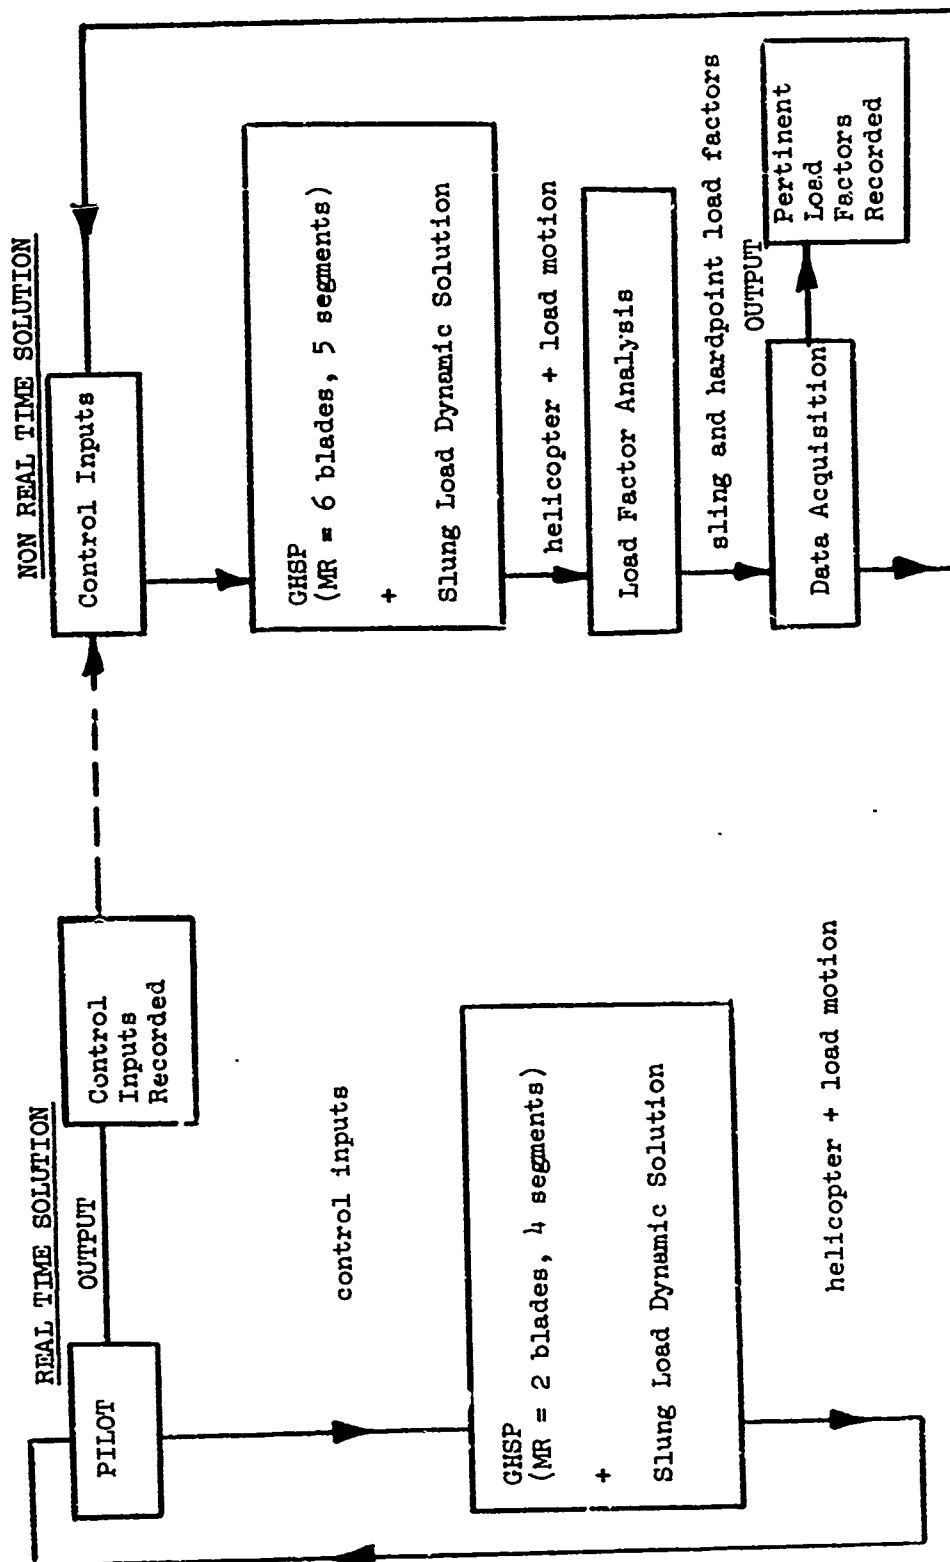 REAL TIME SOLUTION
PILOT
OUTPUT
Control
Inputs
Recorded
control inputs
GHSP
(MR = 2 blades, 4 segments)
+
Slung Load Dynamic Solution
helicopter + load motion
NON REAL TIME SOLUTION
Control Inputs
GHSP
(MR = 6 blades, 5 segments)
+
Slung Load Dynamic Solution
helicopter + load motion
Load Factor Analysis
sling and hardpoint load factors
Data Acquisition
OUTPUT
Pertinent
Load
Factors
Recorded